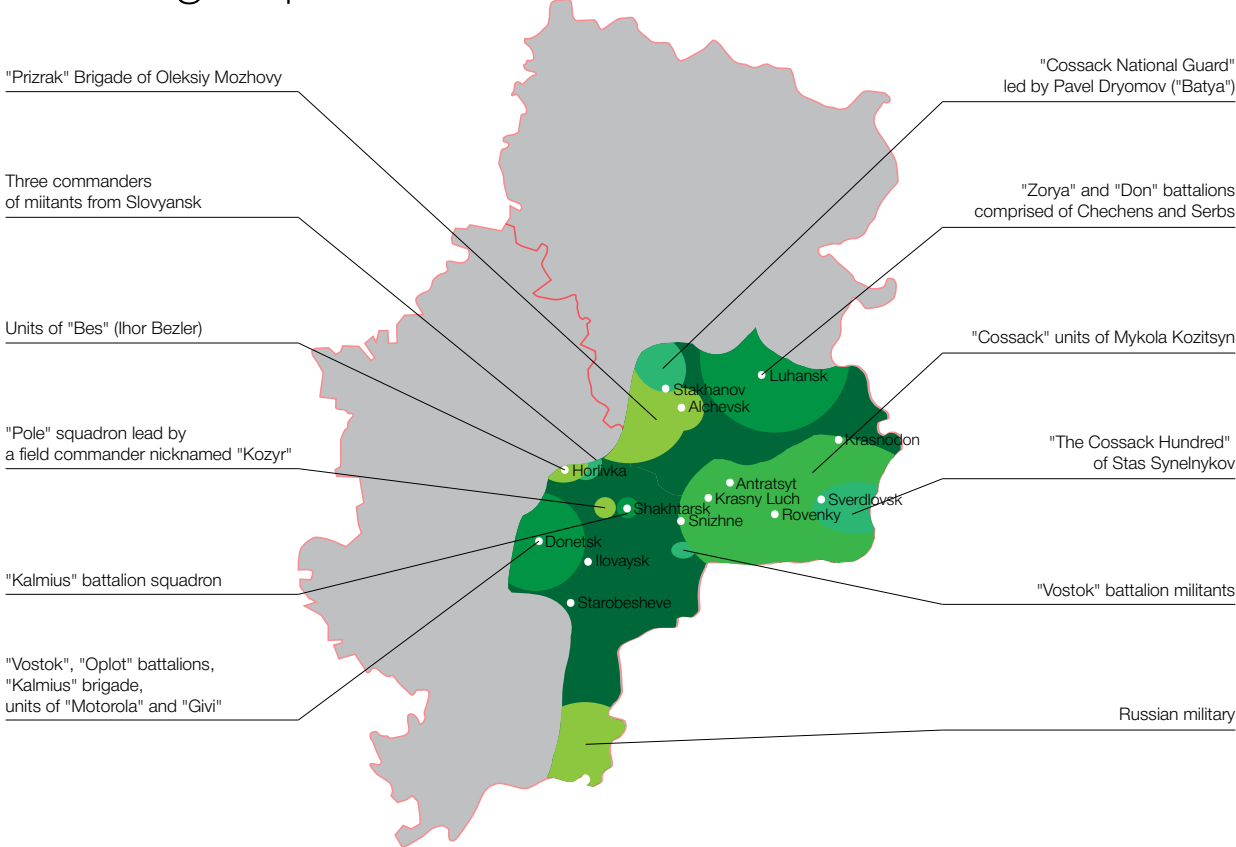 "Prizrak" Brigade of Oleksiy Mozhovy
Three commanders
of miitants from Slovyansk
Units of "Bes" (Ihor Bezler)
"Pole" squadron lead by
a field commander nicknamed "Kozyr"
"Kalmius" battalion squadron
"Vostok", "Oplot" battalions,
"Kalmius" brigade,
units of "Motorola" and "Givi"
Stakhanov
Luhansk
Alchevsk
Krasnodon
Horlivka
Antratsyt
Krasny Luch
Sverdlovsk
Shakhtarsk
Rovenky
Snizhne
Donetsk
Ilovaysk
Starobesheve
"Cossack National Guard"
led by Pavel Dryomov ("Batya")
"Zorya" and "Don" battalions
comprised of Chechens and Serbs
"Cossack" units of Mykola Kozitsyn
"The Cossack Hundred"
of Stas Synelnykov
"Vostok" battalion militants
Russian military